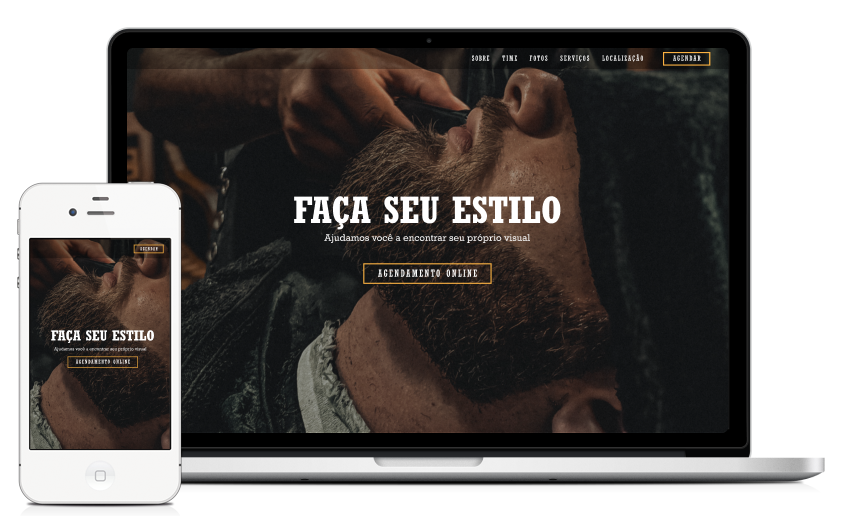 SOBRE TIME FOTOS SERVIÇOS LOCALIZAÇÃO AGENDAR
FAÇA SEU ESTILO
Ajudamos você a encontrar seu próprio visual
AGENDAMENTO ONLINE
AGENDAR
FAÇA SEU ESTILO
Ajudamos você a encontrar seu próprio visual
AGENDAMENTO ONLINE